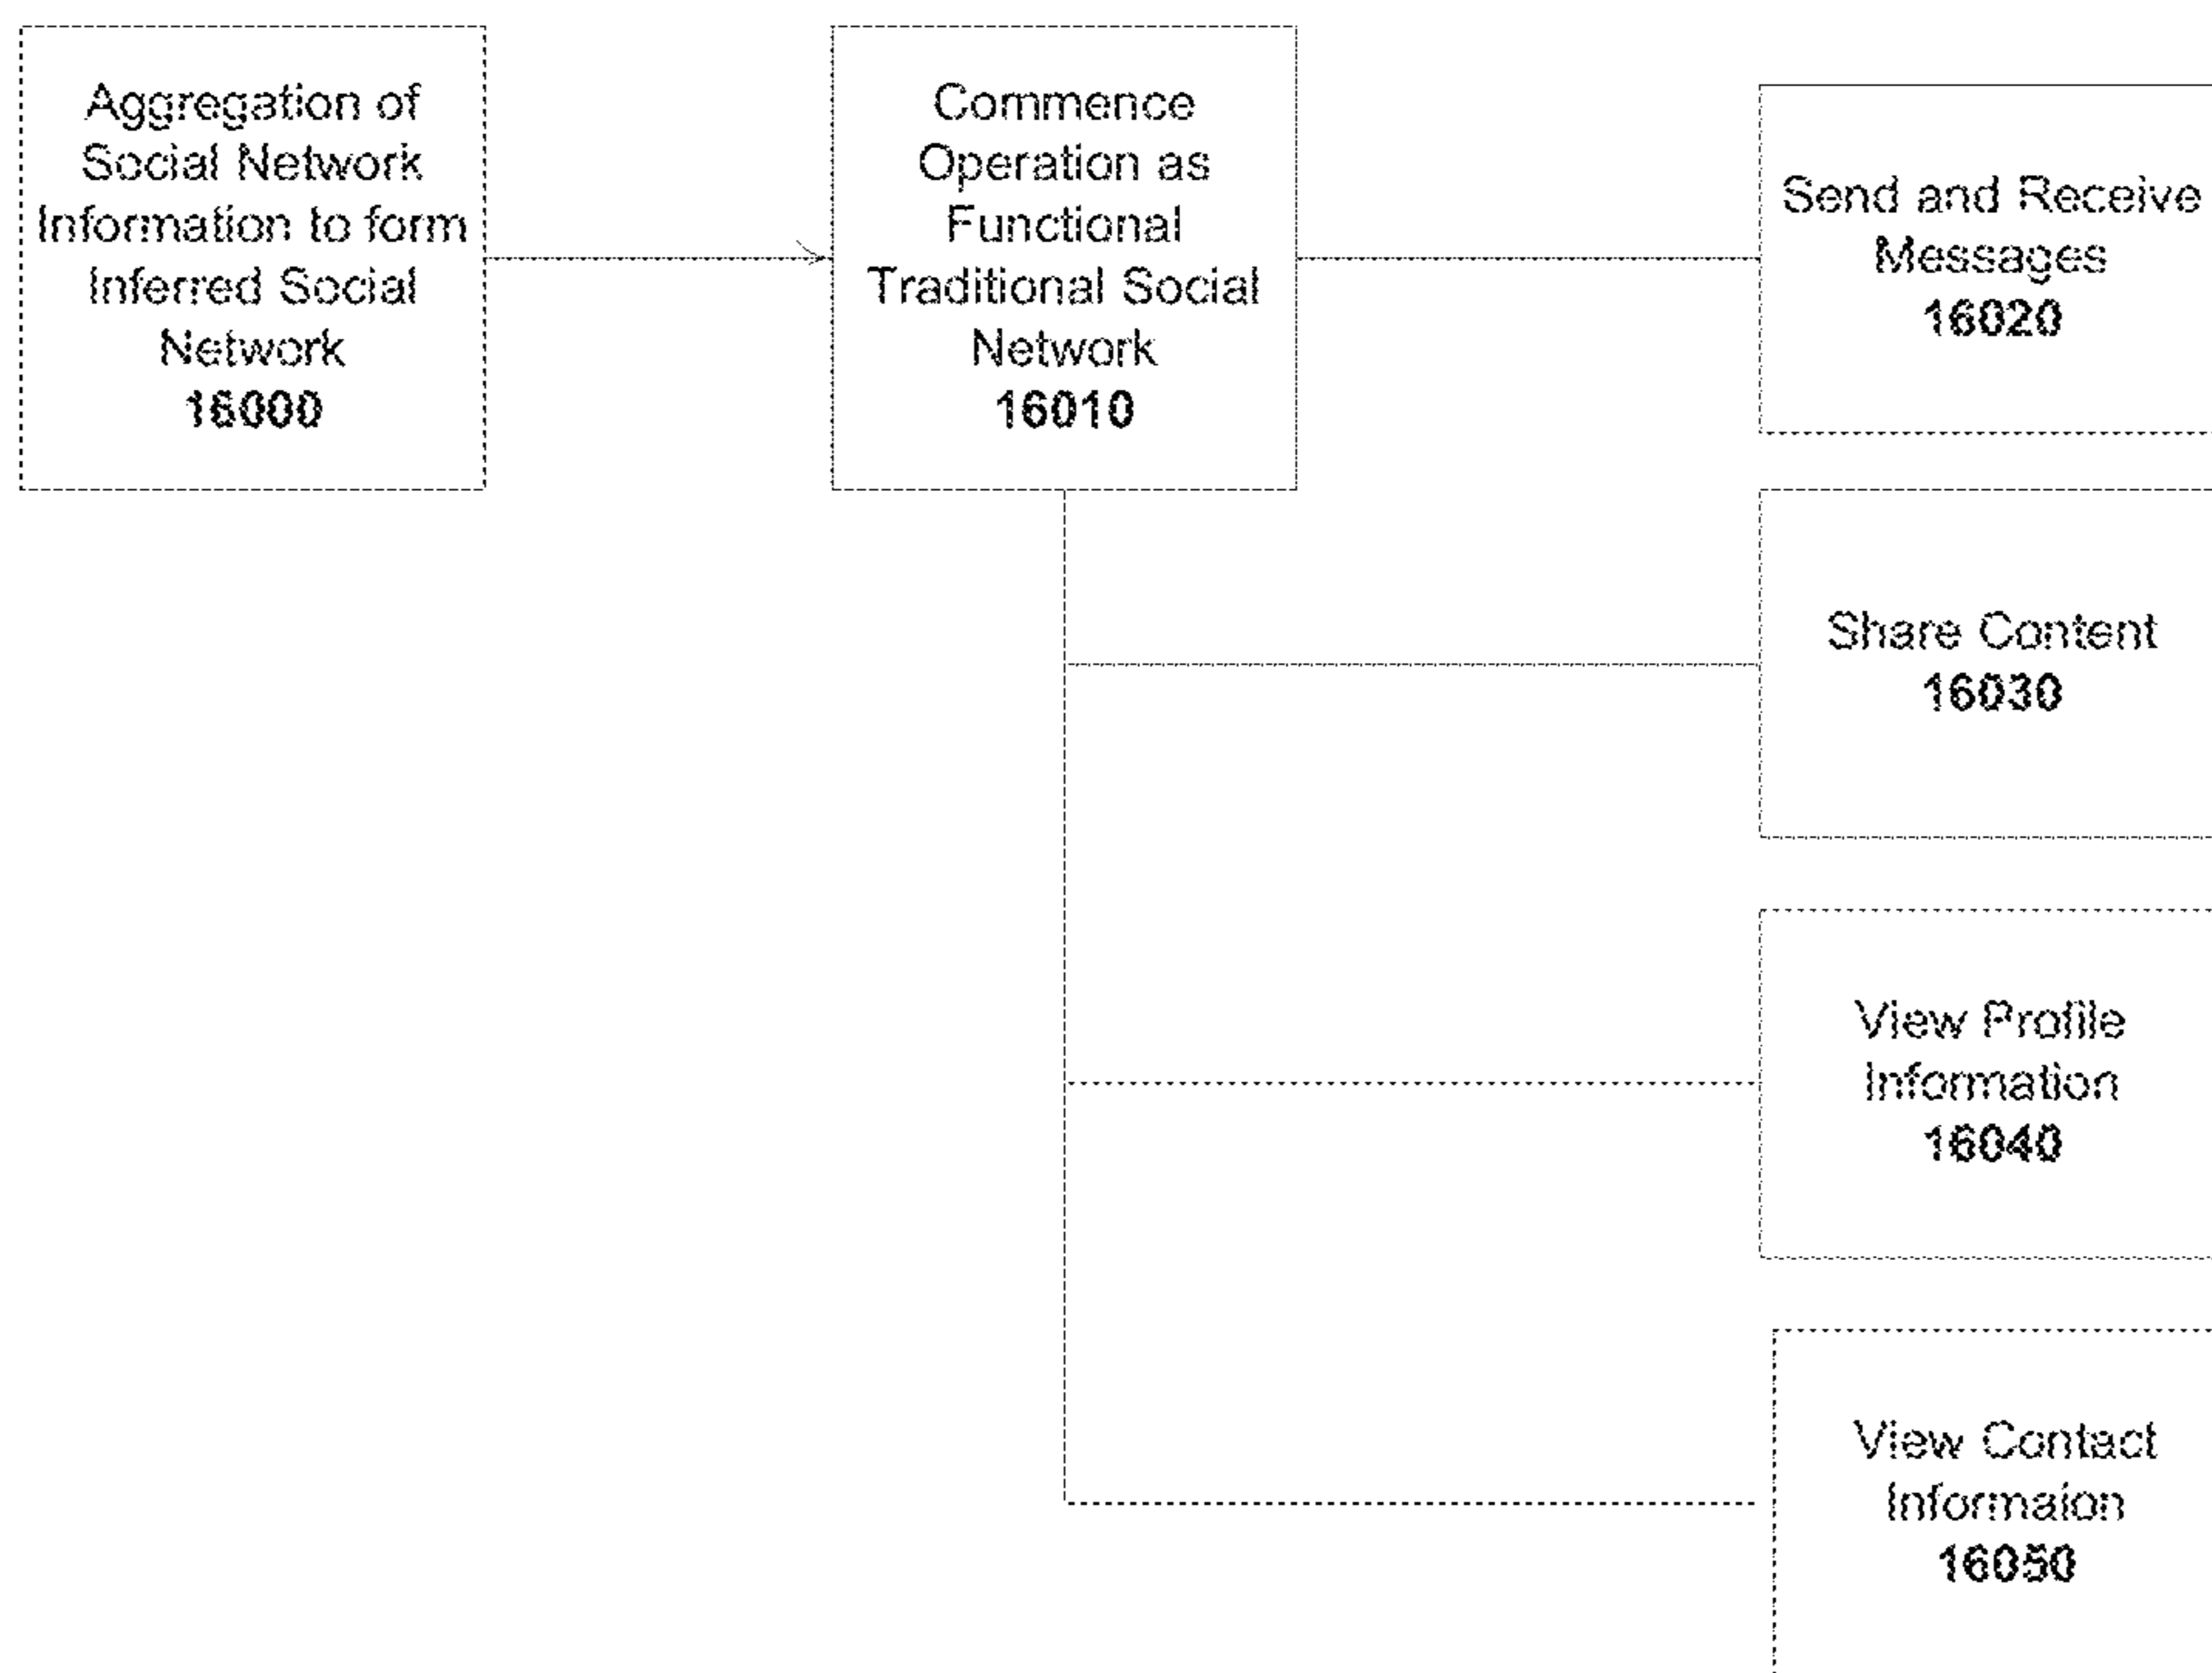 Aggregation of
Social Network
Information to form
Inferred Social
Network
16000
Commence
Operation as
Functional
Traditional Social
Network
16010
Send and Receive
Messages
16020
Share Content
16030
View Profile
Information
16040
View Contact
Informaion
16050